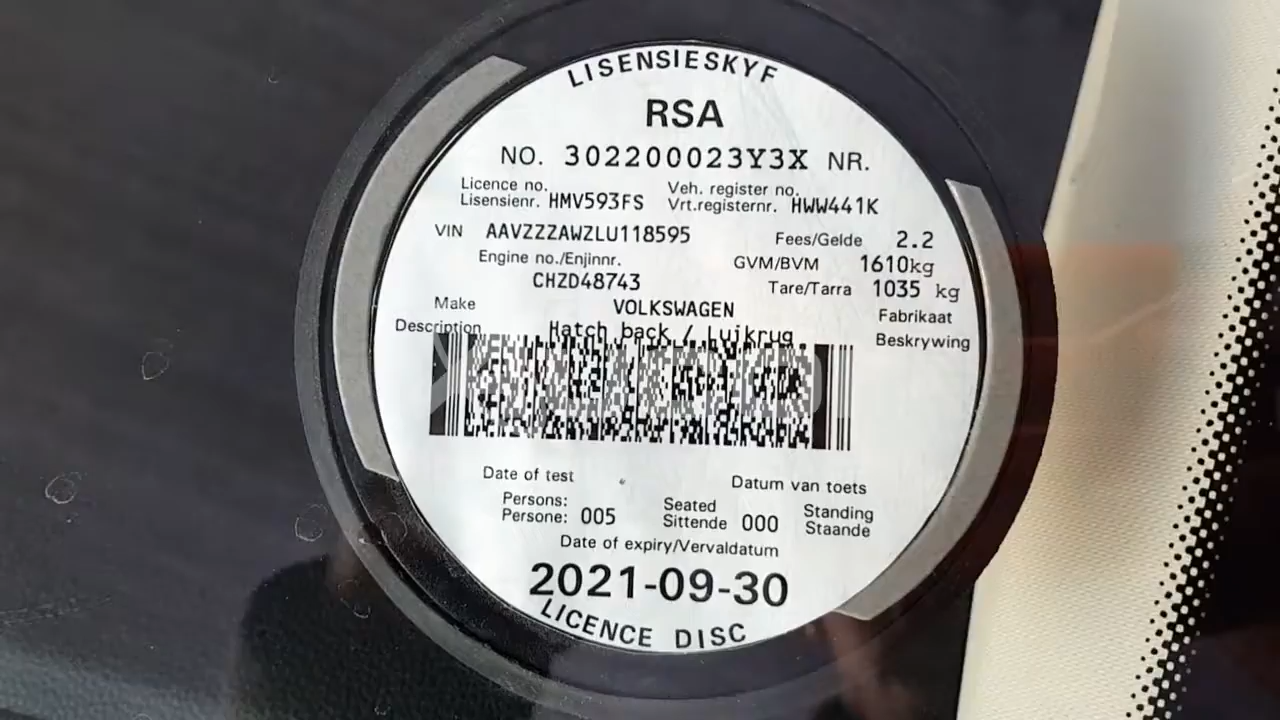 LISENSIESKYF
RSA
NO. 302200023Y3X NR.
Licence no. Veh. register no.
Lisensienr. HMV593FS Vrt.registernr. HWW441K
VIN AAVZZZAWZLU118595 Fees/Gelde 2.2
Engine no./Enjinnr. GVM/BVM 1610kg
CHZD48743 Tare/Tarra 1035 kg
Make VOLKSWAGEN Fabrikaat
Description Hatch back / Luikrug Beskrywing
Date of test Datum van toets
Persons: Seated Standing
Persone: 005 Sittende 000 Staande
Date of expiry/Vervaldatum
2021-09-30
LICENCE DISC